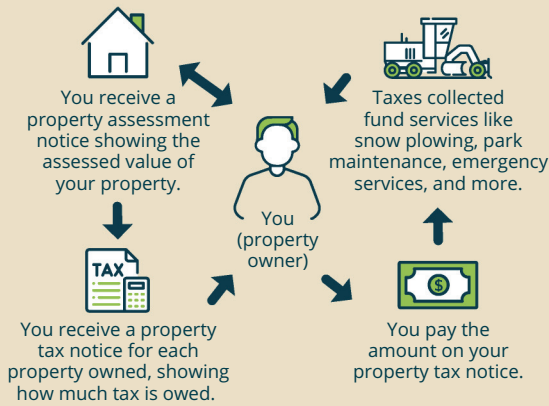 You receive a
property assessment
notice showing the
assessed value of
your property.
Taxes collected
fund services like
snow plowing, park
maintenance, emergency
services, and more.
You
(property
owner)
TAX
You receive a property
tax notice for each
property owned, showing
how much tax is owed.
$
You pay the
amount on your
property tax notice.